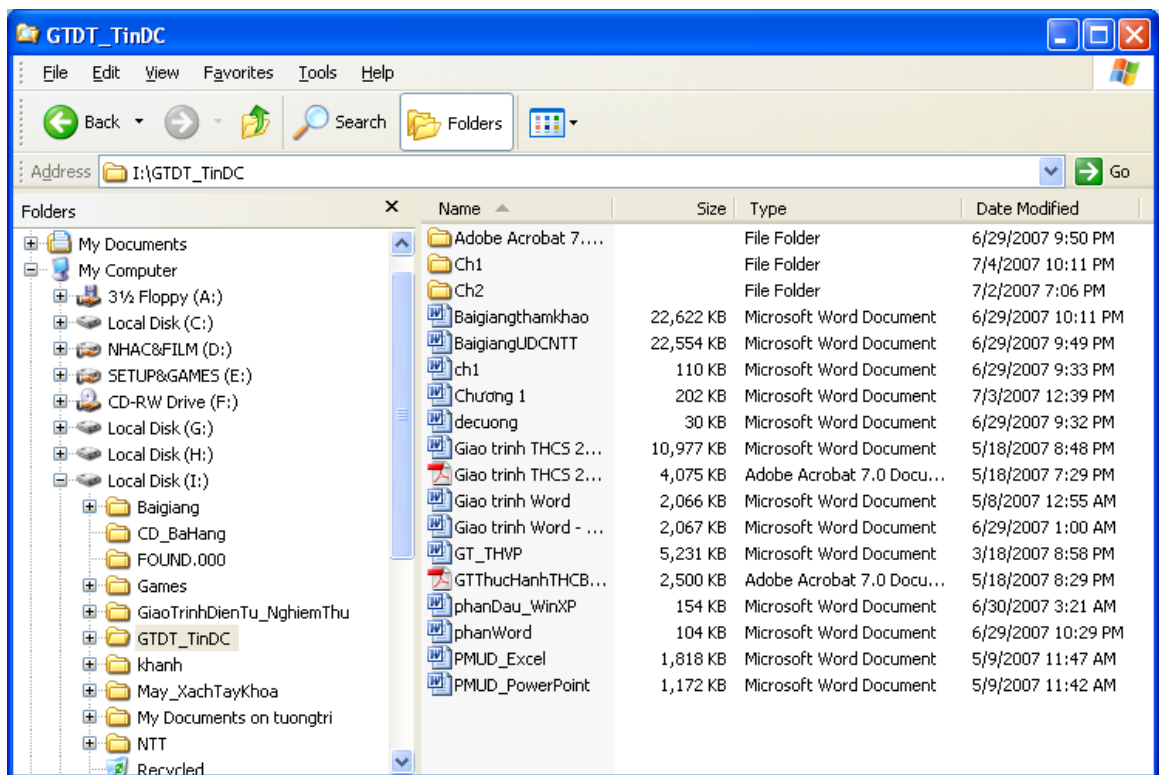 GTDT_TinDC
File Edit View Favorites Tools Help
Back Search Folders
Address I:\GTDT_TinDC Go
Folders
My Documents
My Computer
3½ Floppy (A:)
Local Disk (C:)
NHAC&FILM (D:)
SETUP&GAMES (E:)
CD-RW Drive (F:)
Local Disk (G:)
Local Disk (H:)
Local Disk (I:)
Baigiang
CD_BaHang
FOUND.000
Games
GiaoTrinhDienTu_NghiemThu
GTDT_TinDC
khanh
May_XachTayKhoa
My Documents on tuongtri
NTT
Recycled
Name Size Type Date Modified
Adobe Acrobat 7.... File Folder 6/29/2007 9:50 PM
Ch1 File Folder 7/4/2007 10:11 PM
Ch2 File Folder 7/2/2007 7:06 PM
Baigiangthamkhao 22,622 KB Microsoft Word Document 6/29/2007 10:11 PM
BaigiangUDCNTT 22,554 KB Microsoft Word Document 6/29/2007 9:49 PM
ch1 110 KB Microsoft Word Document 6/29/2007 9:33 PM
Chương 1 202 KB Microsoft Word Document 7/3/2007 12:39 PM
decuong 30 KB Microsoft Word Document 6/29/2007 9:32 PM
Giao trinh THCS 2... 10,977 KB Microsoft Word Document 5/18/2007 8:48 PM
Giao trinh THCS 2... 4,075 KB Adobe Acrobat 7.0 Docu... 5/18/2007 7:29 PM
Giao trinh Word 2,066 KB Microsoft Word Document 5/8/2007 12:55 AM
Giao trinh Word - ... 2,067 KB Microsoft Word Document 6/29/2007 1:00 AM
GT_THVP 5,231 KB Microsoft Word Document 3/18/2007 8:58 PM
GTThucHanhTHCB... 2,500 KB Adobe Acrobat 7.0 Docu... 5/18/2007 8:29 PM
phanDau_WinXP 154 KB Microsoft Word Document 6/30/2007 3:21 AM
phanWord 104 KB Microsoft Word Document 6/29/2007 10:29 PM
PMUD_Excel 1,818 KB Microsoft Word Document 5/9/2007 11:47 AM
PMUD_PowerPoint 1,172 KB Microsoft Word Document 5/9/2007 11:42 AM